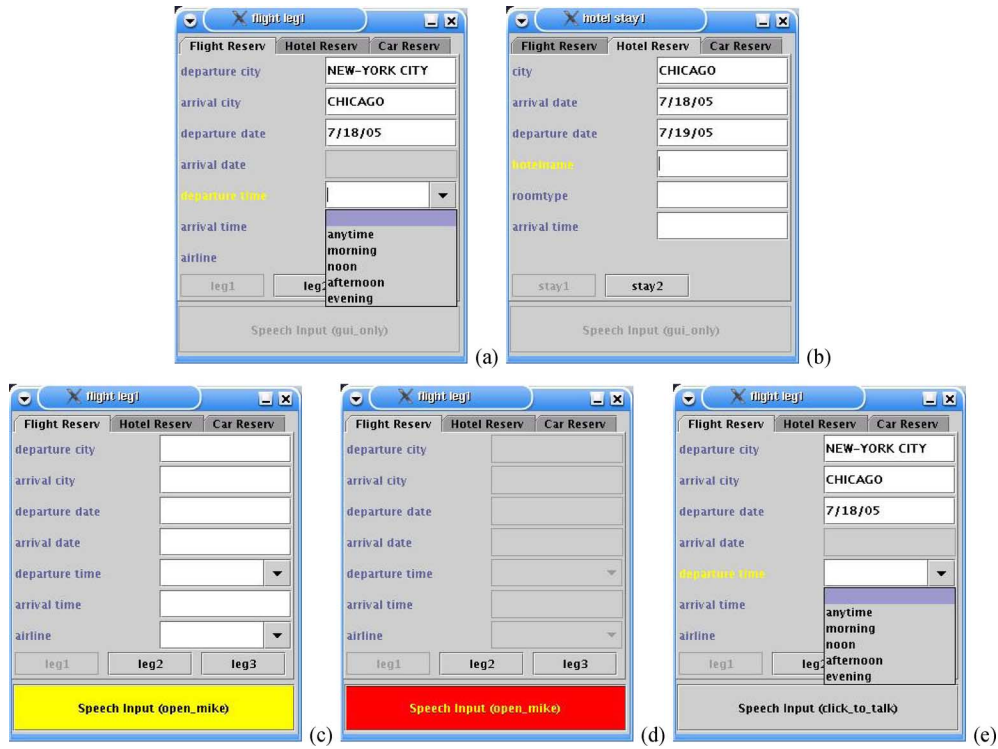 flight leg1
Flight Reserv Hotel Reserv Car Reserv
departure city NEW-YORK CITY
arrival city CHICAGO
departure date 7/18/05
arrival date
departure time
arrival time
anytime
morning
airline
noon
leg1 leg2 afternoon
evening
Speech Input (gui_only)
(a)
hotel stay1
Flight Reserv Hotel Reserv Car Reserv
city CHICAGO
arrival date 7/18/05
departure date 7/19/05
hotelname
roomtype
arrival time
stay1 stay2
Speech Input (gui_only)
(b)
flight leg1
Flight Reserv Hotel Reserv Car Reserv
departure city
arrival city
departure date
arrival date
departure time
arrival time
airline
leg1 leg2 leg3
Speech Input (open_mike)
(c)
flight leg1
Flight Reserv Hotel Reserv Car Reserv
departure city
arrival city
departure date
arrival date
departure time
arrival time
airline
leg1 leg2 leg3
Speech Input (open_mike)
(d)
flight leg1
Flight Reserv Hotel Reserv Car Reserv
departure city NEW-YORK CITY
arrival city CHICAGO
departure date 7/18/05
arrival date
departure time
arrival time
anytime
morning
airline
noon
leg1 afternoon
evening
Speech Input (click_to_talk)
(e)